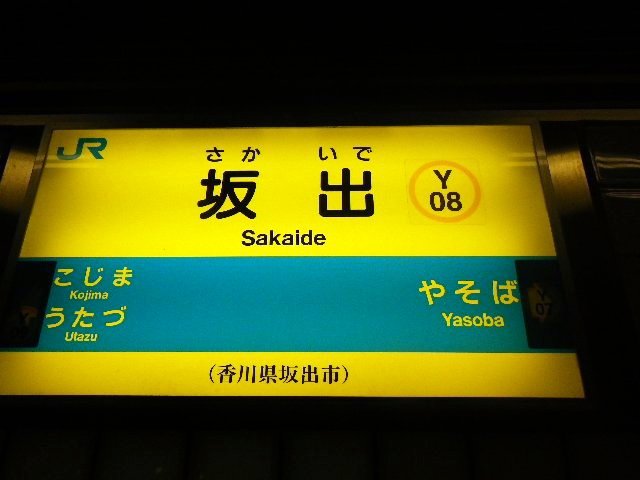 JR
さか いで
坂 出
Sakaide
Y
08
こじま
Kojima
うたづ
Utazu
やそば
Yasoba
Y
07
(香川県坂出市)